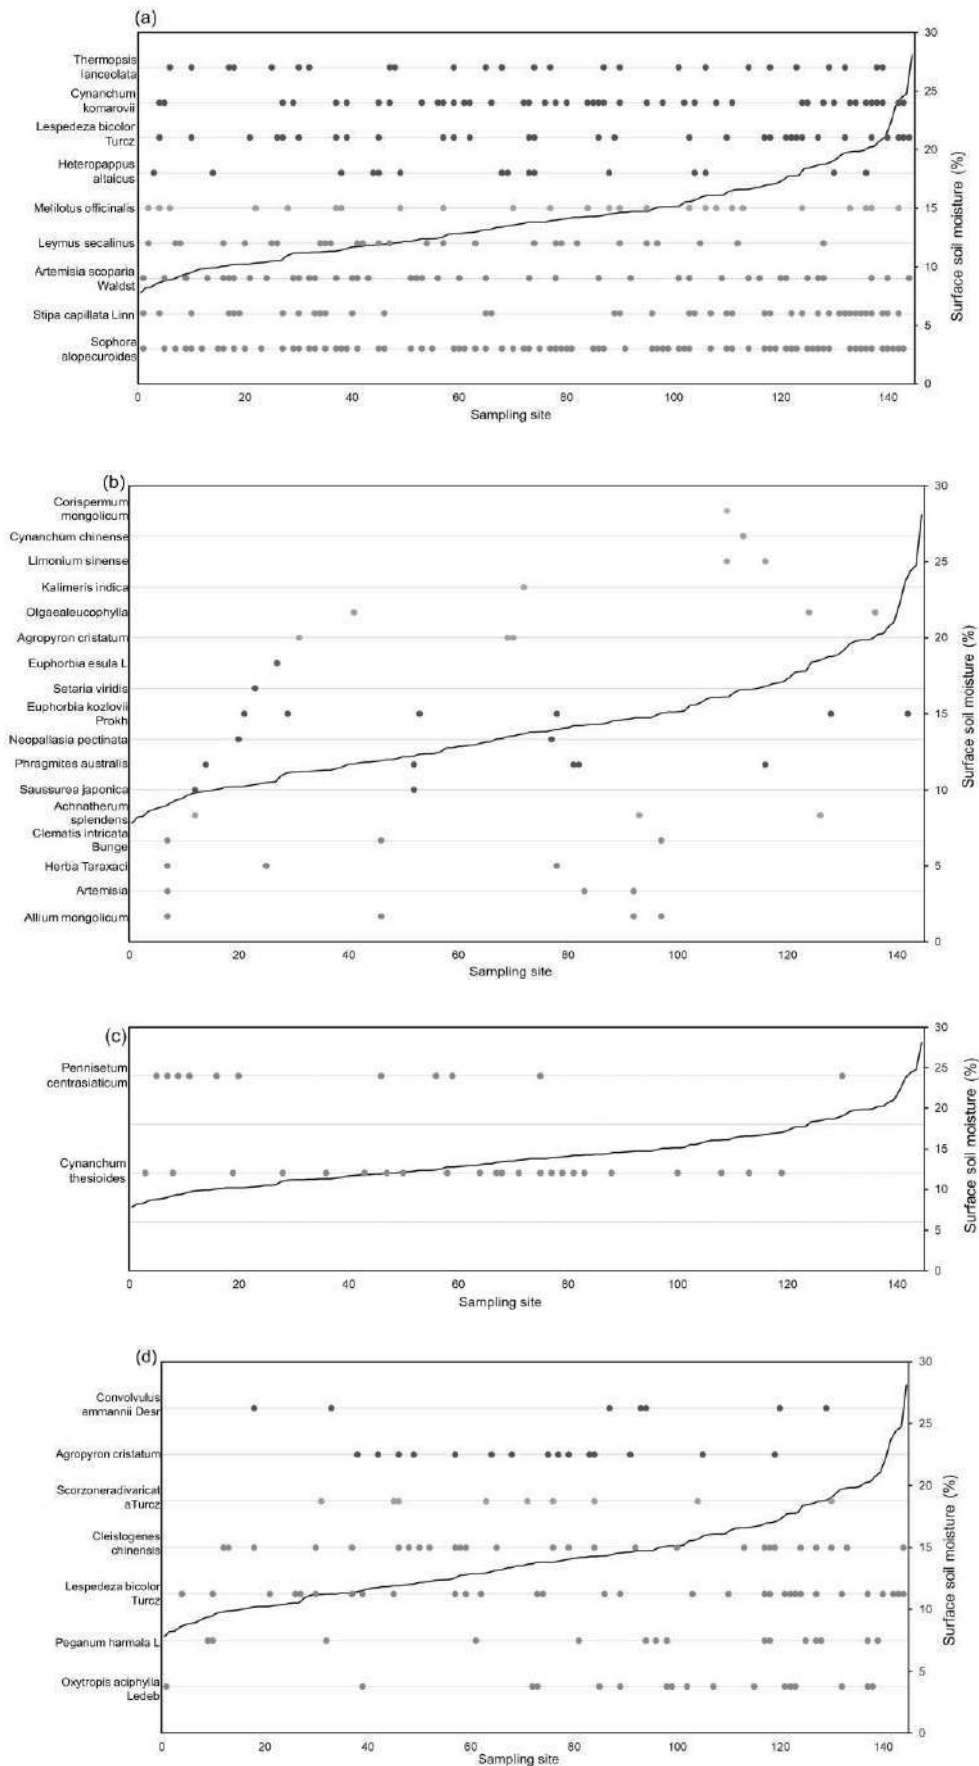 (a)
30
Thermopsis
lanceolata
25
Cynanchum
komarovii
Lespedeza bicolor
Turcz
20
Heteropappus
altaicus
Melilotus officinalis
15
Leymus secalinus
Artemisia scoparia
Waldst
10
Stipa capillata Linn
5
Sophora
alopecuroides
0
Surface soil moisture (%)
0 20 40 60 80 100 120 140
Sampling site
(b)
30
Corispermum
mongolicum
Cynanchum chinense
Limonium sinense
25
Kalimeris indica
Olgaealeucophylla
Agropyron cristatum
20
Euphorbia esula L
Setaria viridis
Euphorbia kozlovii
Prokh
15
Neopallasia pectinata
Phragmites australis
Saussurea japonica
10
Achnatherum
splendens
Clematis intricata
Bunge
Herba Taraxaci
5
Artemisia
Allium mongolicum
0
Surface soil moisture (%)
0 20 40 60 80 100 120 140
Sampling site
(c)
30
Pennisetum
centrasiaticum
25
20
15
Cynanchum
thesioides
10
5
0
Surface soil moisture (%)
0 20 40 60 80 100 120 140
Sampling site
(d)
30
Convolvulus
ammannii Desr
25
Agropyron cristatum
Scorzoneradivaricat
aTurcz
20
Cleistogenes
chinensis
15
Lespedeza bicolor
Turcz
10
Peganum harmala L
5
Oxytropis aciphylla
Ledeb
0
Surface soil moisture (%)
0 20 40 60 80 100 120 140
Sampling site